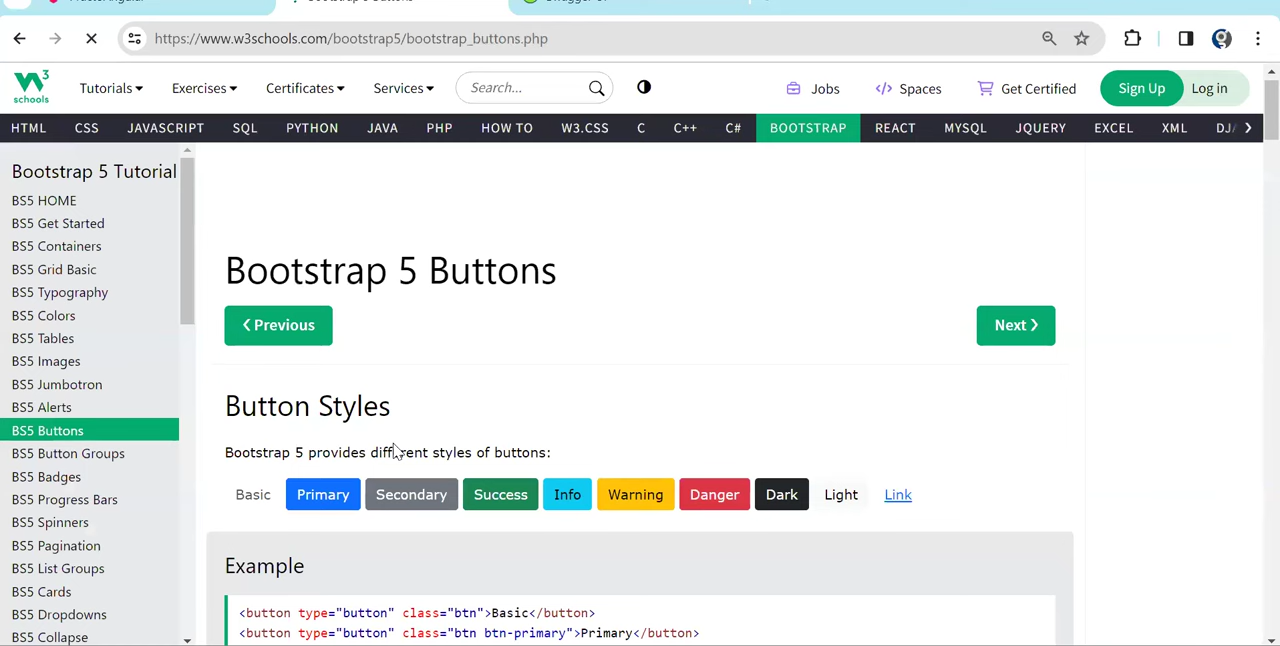 https://www.w3schools.com/bootstrap5/bootstrap_buttons.php
W3 schools
Tutorials Exercises Certificates Services Search... Jobs Spaces Get Certified Sign Up Log in
HTML CSS JAVASCRIPT SQL PYTHON JAVA PHP HOW TO W3.CSS C C++ C# BOOTSTRAP REACT MYSQL JQUERY EXCEL XML
Bootstrap 5 Tutorial
BS5 HOME
BS5 Get Started
BS5 Containers
BS5 Grid Basic
BS5 Typography
BS5 Colors
BS5 Tables
BS5 Images
BS5 Jumbotron
BS5 Alerts
BS5 Buttons
BS5 Button Groups
BS5 Badges
BS5 Progress Bars
BS5 Spinners
BS5 Pagination
BS5 List Groups
BS5 Cards
BS5 Dropdowns
BS5 Collapse
Bootstrap 5 Buttons
❮ Previous
Next ❯
Button Styles
Bootstrap 5 provides different styles of buttons:
Basic Primary Secondary Success Info Warning Danger Dark Light Link
Example
<button type="button" class="btn">Basic</button>
<button type="button" class="btn btn-primary">Primary</button>